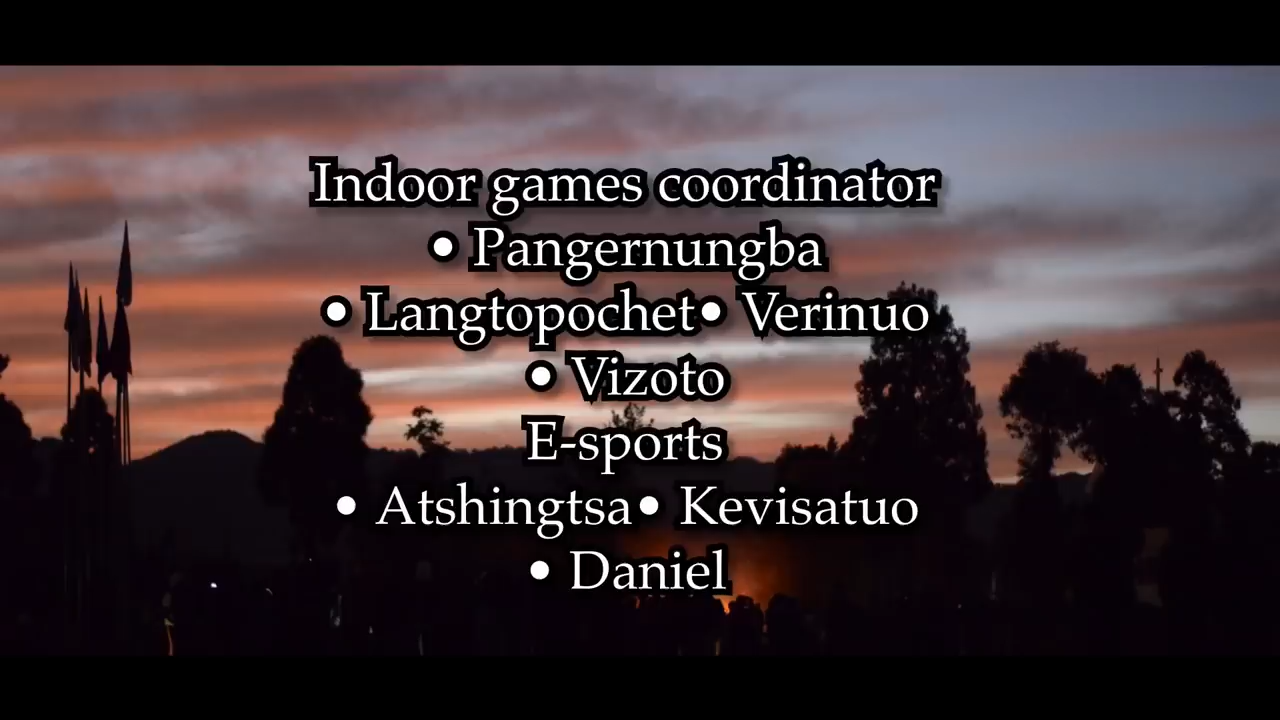 Indoor games coordinator
• Pangernungba
• Langtopochet• Verinuo
• Vizoto
E-sports
• Atshingtsa• Kevisatuo
• Daniel